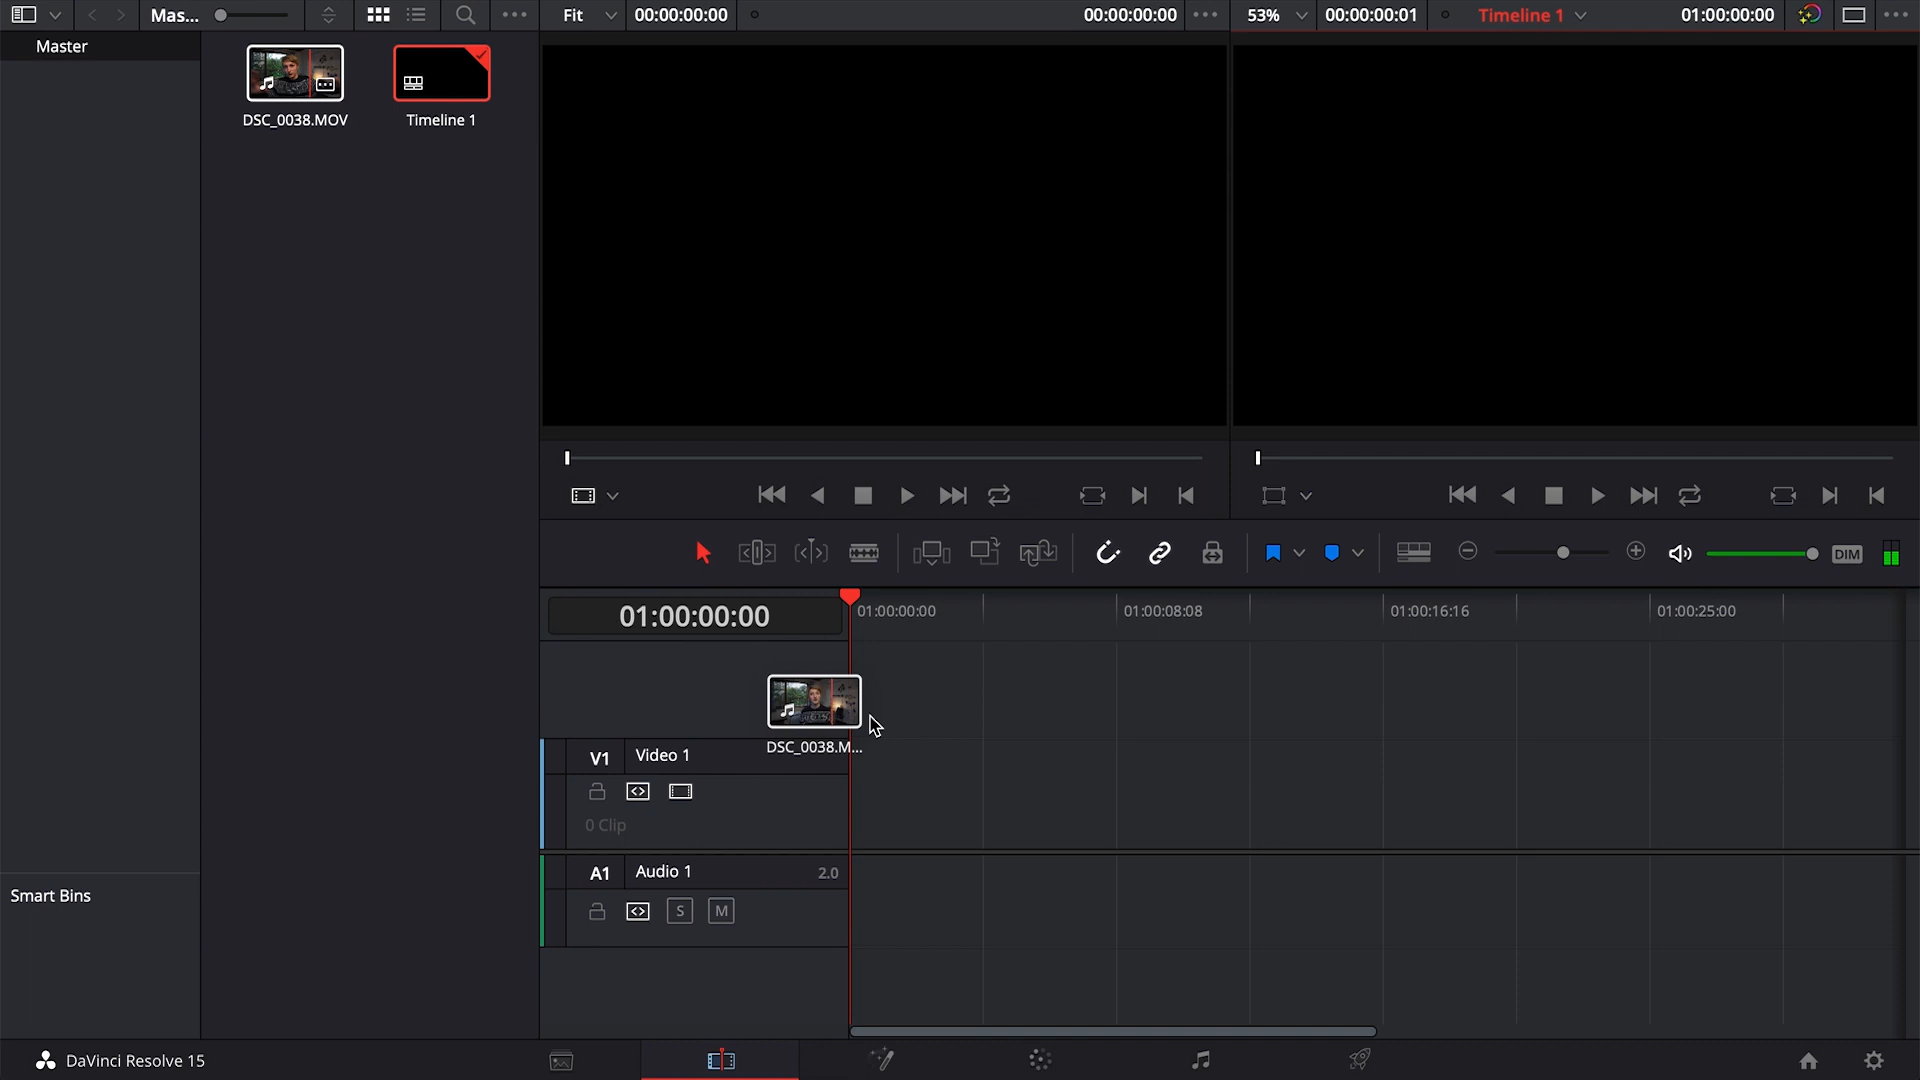 Mas...
Fit
00:00:00:00
00:00:00:00
53%
00:00:00:01
Timeline 1
01:00:00:00
Master
DSC_0038.MOV
Timeline 1
DIM
01:00:00:00
01:00:00:00
01:00:08:08
01:00:16:16
01:00:25:00
DSC_0038.M...
V1
Video 1
0 Clip
A1
Audio 1
2.0
S
M
Smart Bins
DaVinci Resolve 15